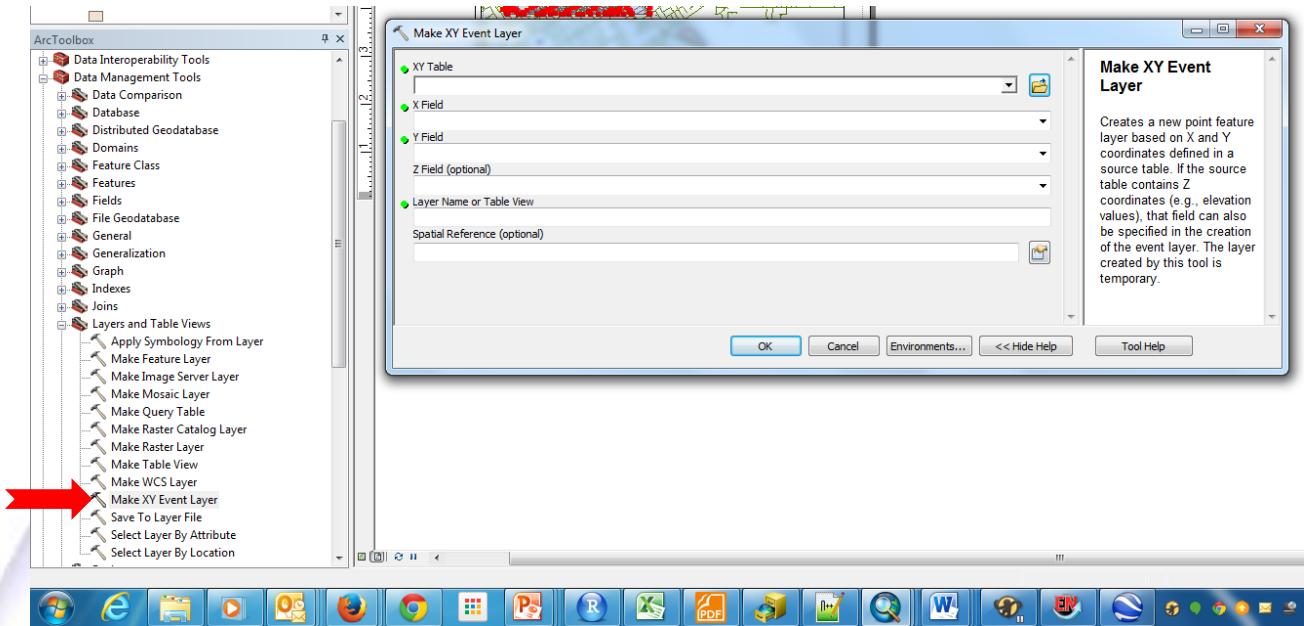 ArcToolbox
Data Interoperability Tools
Data Management Tools
Data Comparison
Database
Distributed Geodatabase
Domains
Feature Class
Features
Fields
File Geodatabase
General
Generalization
Graph
Indexes
Joins
Layers and Table Views
Apply Symbology From Layer
Make Feature Layer
Make Image Server Layer
Make Mosaic Layer
Make Query Table
Make Raster Catalog Layer
Make Raster Layer
Make Table View
Make WCS Layer
Make XY Event Layer
Save To Layer File
Select Layer By Attribute
Select Layer By Location
3
2
1
Make XY Event Layer
XY Table
X Field
Y Field
Z Field (optional)
Layer Name or Table View
Spatial Reference (optional)
OK
Cancel
Environments...
<< Hide Help
Tool Help
Make XY Event
Layer
Creates a new point feature
layer based on X and Y
coordinates defined in a
source table. If the source
table contains Z
coordinates (e.g., elevation
values), that field can also
be specified in the creation
of the event layer. The layer
created by this tool is
temporary.
R
PDF
W
EN